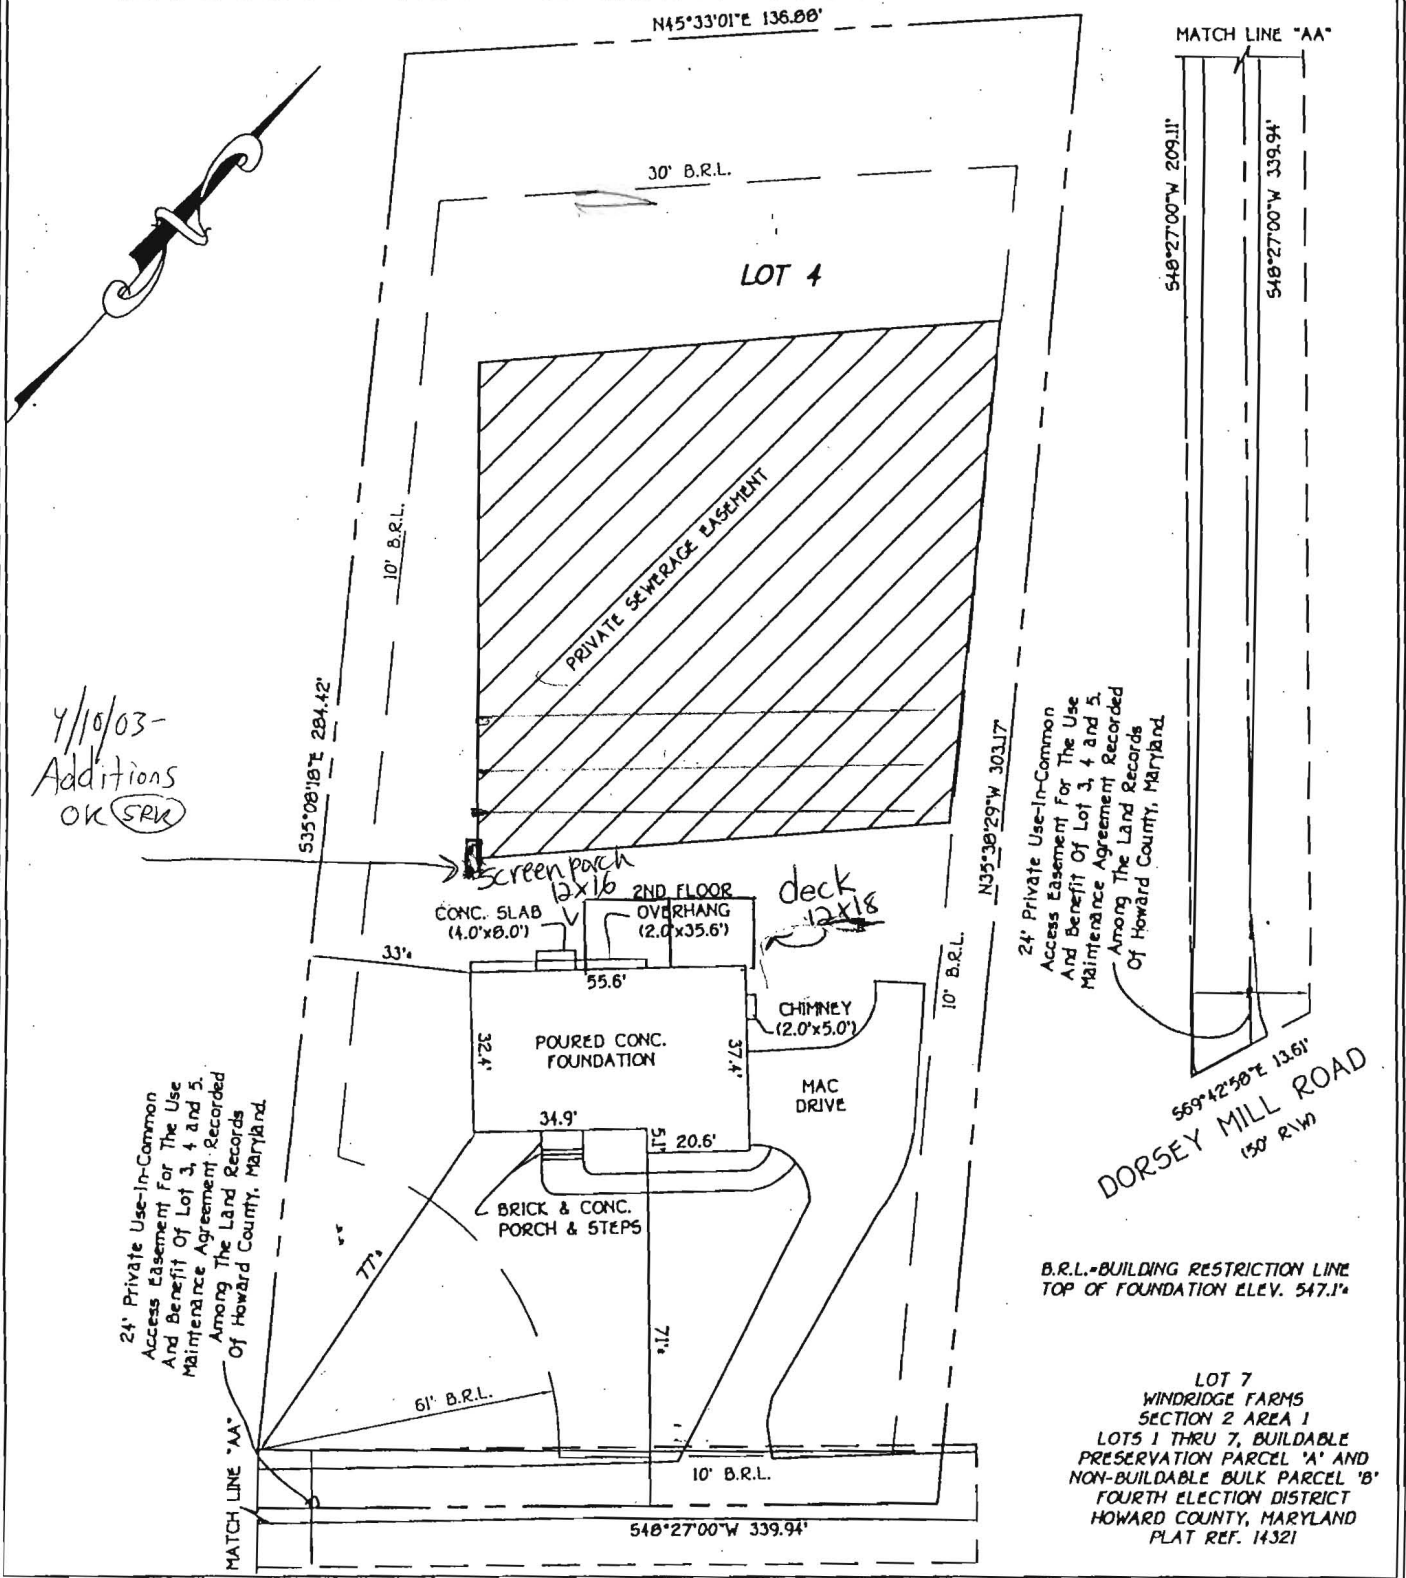 N45°33'01"E 136.88'
MATCH LINE "AA"
S48°27'00"W 209.11'
S48°27'00"W 339.94'
30' B.R.L.
LOT 4
10' B.R.L.
PRIVATE SEWERAGE EASEMENT
S35°08'18"E 284.42'
N35°38'29"W 303.17'
4/10/03-
Additions
OK SRK
Screen porch
12x16
deck
12x18
2ND FLOOR
OVERHANG
(2.0'x35.6')
CONC. SLAB
(4.0'x8.0')
33'±
55.6'
10' B.R.L.
CHIMNEY
(2.0'x5.0')
POURED CONC.
FOUNDATION
32.4'
37.4'
MAC
DRIVE
34.9'
5.1'
20.6'
BRICK & CONC.
PORCH & STEPS
24' Private Use-In-Common
Access Easement For The Use
And Benefit Of Lot 3, 4 and 5.
Maintenance Agreement Recorded
Among The Land Records
Of Howard County, Maryland.
S69°42'58"E 13.61'
DORSEY MILL ROAD
(50' R\W)
24' Private Use-In-Common
Access Easement For The Use
And Benefit Of Lot 3, 4 and 5.
Maintenance Agreement Recorded
Among The Land Records
Of Howard County, Maryland.
77'±
71'±
61' B.R.L.
B.R.L.=BUILDING RESTRICTION LINE
TOP OF FOUNDATION ELEV. 547.1'±
MATCH LINE "AA"
10' B.R.L.
S48°27'00"W 339.94'
LOT 7
WINDRIDGE FARMS
SECTION 2 AREA 1
LOTS 1 THRU 7, BUILDABLE
PRESERVATION PARCEL 'A' AND
NON-BUILDABLE BULK PARCEL 'B'
FOURTH ELECTION DISTRICT
HOWARD COUNTY, MARYLAND
PLAT REF. 14321